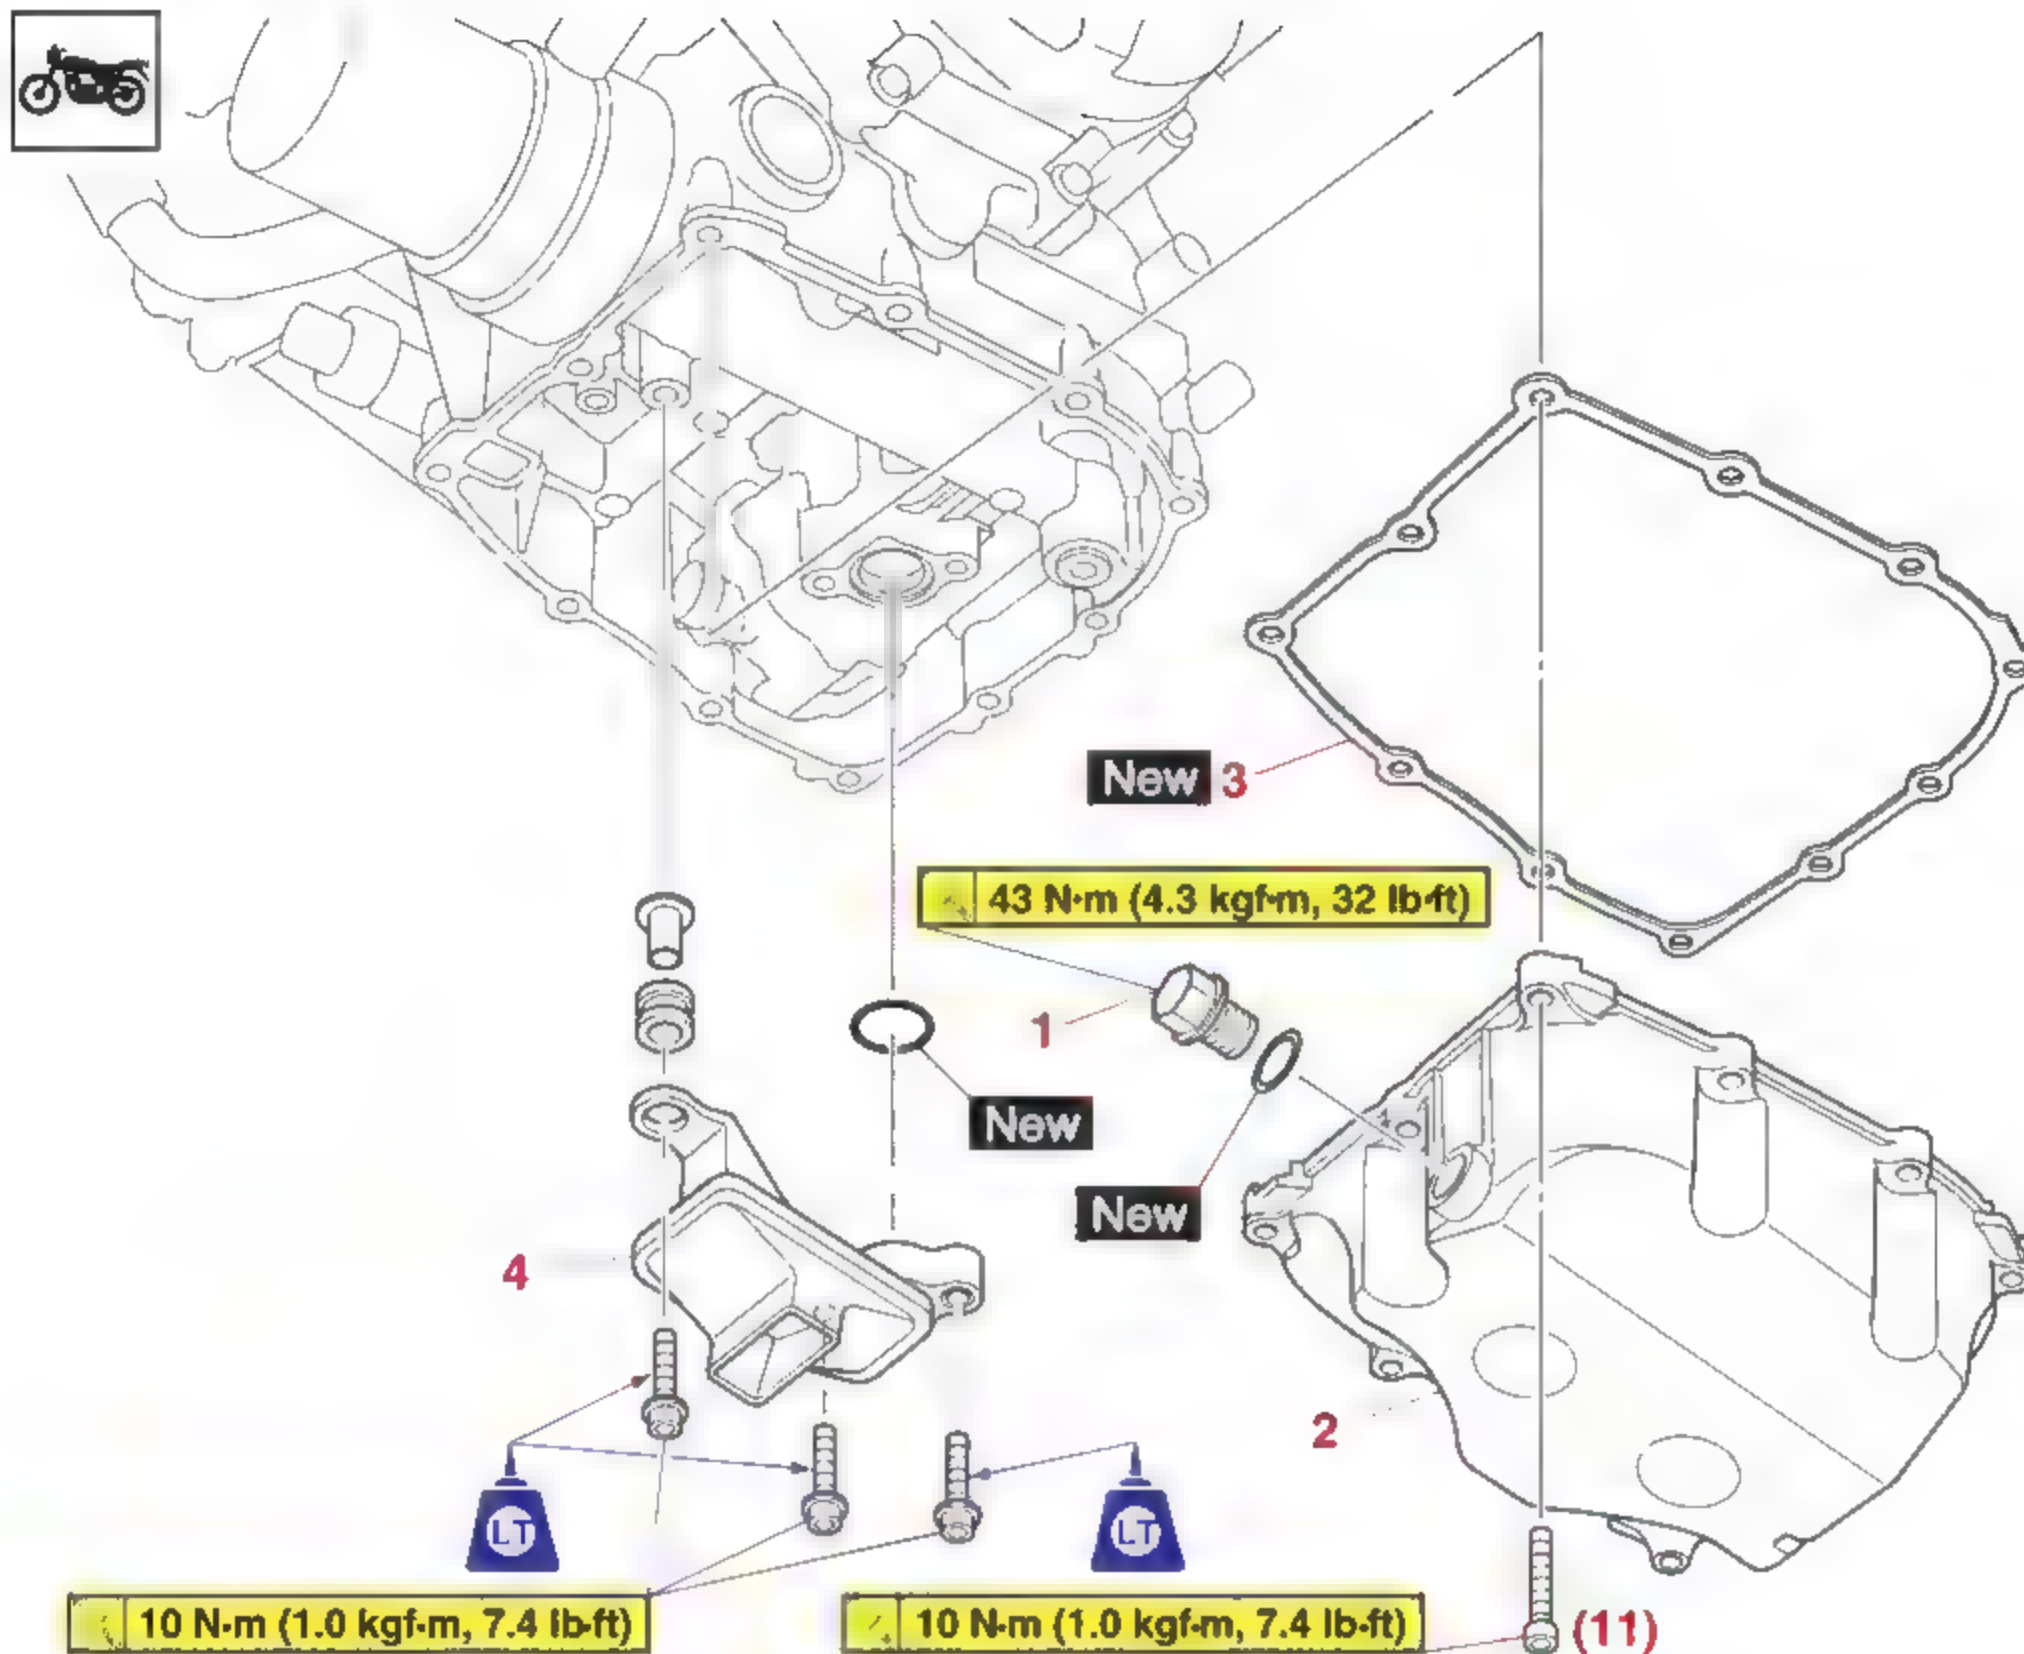 New 3
43 N·m (4.3 kgf·m, 32 lb·ft)
1
New
New
4
2
LT
LT
10 N·m (1.0 kgf·m, 7.4 lb·ft)
10 N·m (1.0 kgf·m, 7.4 lb·ft)
(11)